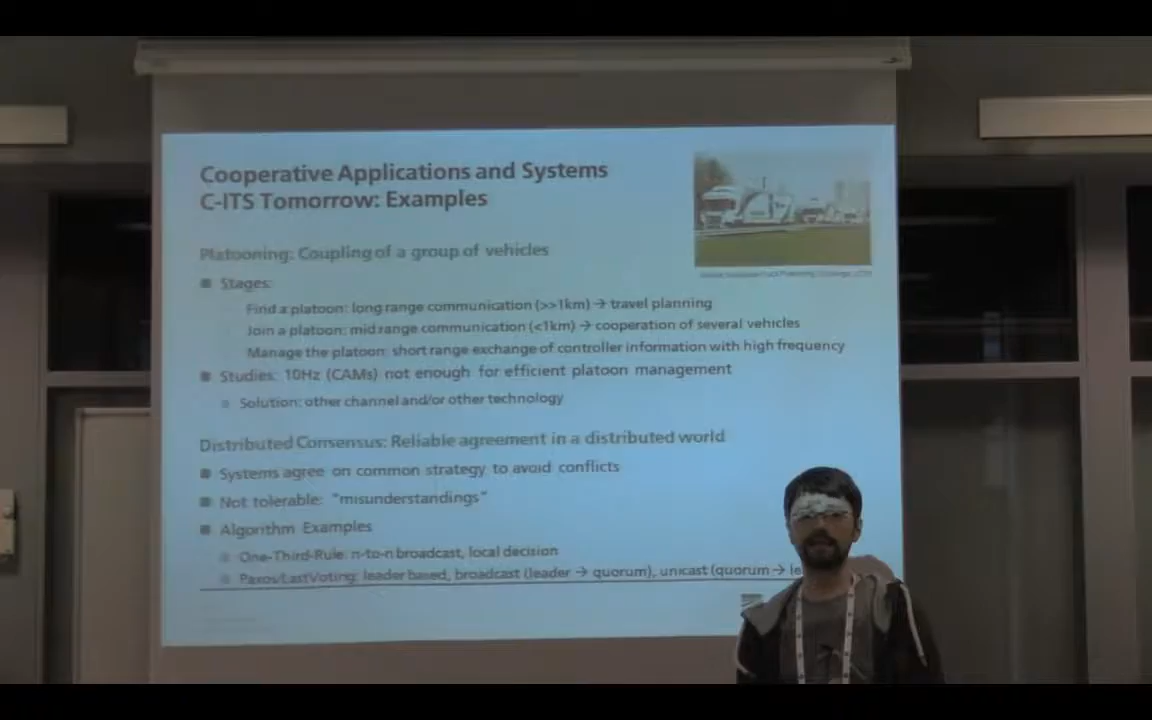 Cooperative Applications and Systems
C-ITS Tomorrow: Examples
Platooning: Coupling of a group of vehicles
Stages:
Find a platoon: long range communication (>>1km) → travel planning
Join a platoon: mid range communication (<1km) → cooperation of several vehicles
Manage the platoon: short range exchange of controller information with high frequency
Studies: 10Hz (CAMs) not enough for efficient platoon management
Solution: other channel and/or other technology
Distributed Consensus: Reliable agreement in a distributed world
Systems agree on common strategy to avoid conflicts
Not tolerable: "misunderstandings"
Algorithm Examples
One-Third-Rule: n-to-n broadcast, local decision
Paxos/LastVoting: leader based, broadcast (leader → quorum), unicast (quorum → le